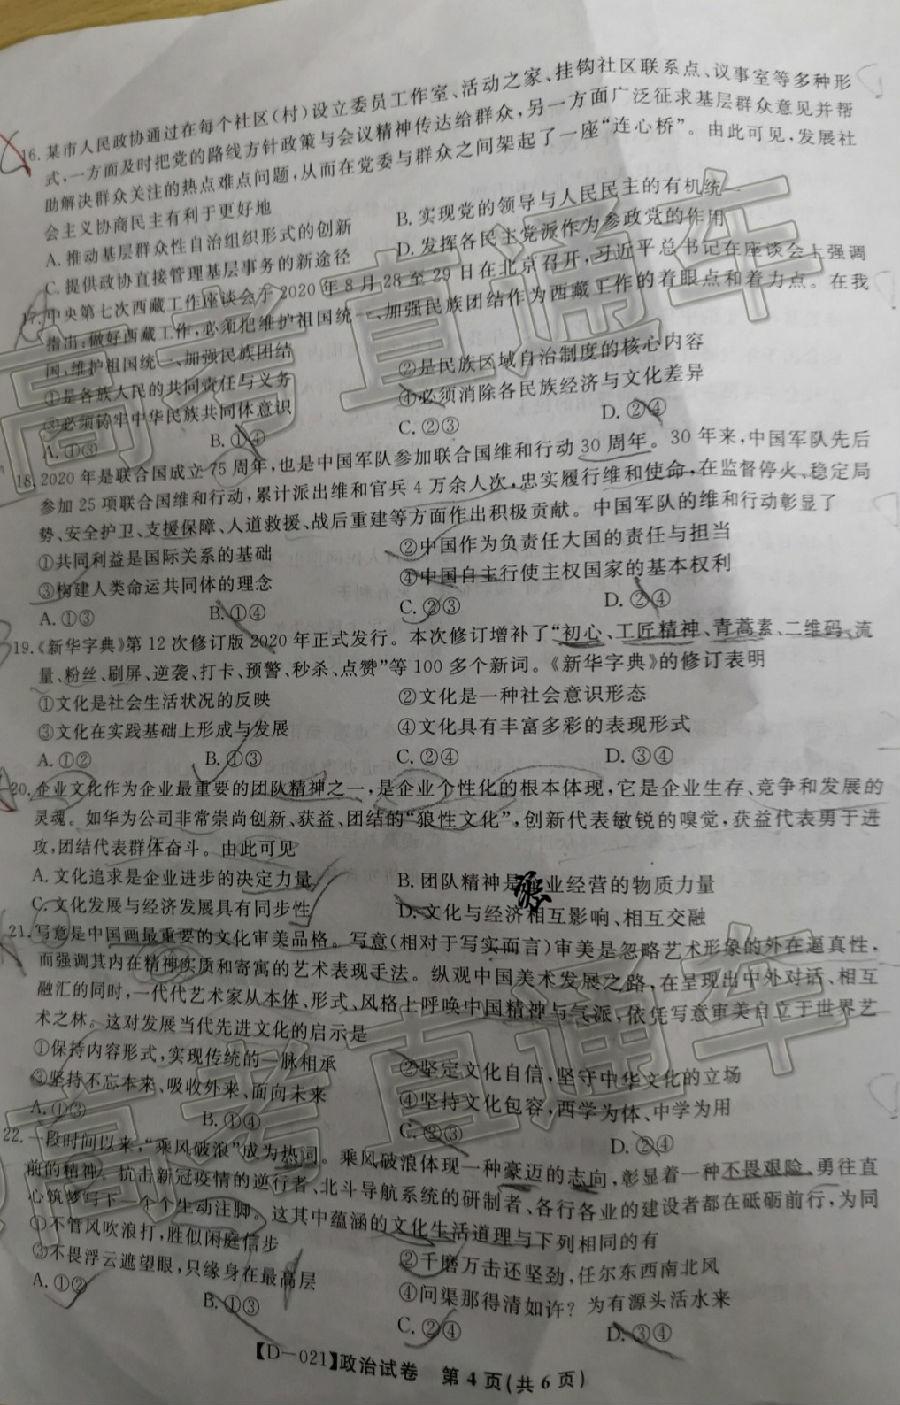 16.某市人民政协通过在每个社区(村)设立委员工作室、活动之家、挂钩社区联系点、议事室等多种形
式,一方面及时把党的路线方针政策与会议精神传达给群众,另一方面广泛征求基层群众意见并帮
助解决群众关注的热点难点问题,从而在党委与群众之间架起了一座“连心桥”。由此可见,发展社
会主义协商民主有利于更好地
A.推动基层群众性自治组织形式的创新
B.实现党的领导与人民民主的有机统一
C.提供政协直接管理基层事务的新途径
D.发挥各民主党派作为参政党的作用
17.中央第七次西藏工作座谈会于2020年8月28至29日在北京召开,习近平总书记在座谈会上强调
指出:做好西藏工作,必须把维护祖国统一、加强民族团结作为西藏工作的着眼点和着力点。在我
国,维护祖国统一、加强民族团结
①是各族人民的共同责任与义务
②是民族区域自治制度的核心内容
③必须铸牢中华民族共同体意识
④必须消除各民族经济与文化差异
A.①③
B.①④
C.②③
D.②④
18.2020年是联合国成立75周年,也是中国军队参加联合国维和行动30周年。30年来,中国军队先后
参加25项联合国维和行动,累计派出维和官兵4万余人次,忠实履行维和使命,在监督停火、稳定局
势、安全护卫、支援保障、人道救援、战后重建等方面作出积极贡献。中国军队的维和行动彰显了
①共同利益是国际关系的基础
②中国作为负责任大国的责任与担当
③构建人类命运共同体的理念
④中国自主行使主权国家的基本权利
A.①③
B.①④
C.②③
D.②④
19.《新华字典》第12次修订版2020年正式发行。本次修订增补了“初心、工匠精神、青蒿素、二维码、流
量、粉丝、刷屏、逆袭、打卡、预警、秒杀、点赞”等100多个新词。《新华字典》的修订表明
①文化是社会生活状况的反映
②文化是一种社会意识形态
③文化在实践基础上形成与发展
④文化具有丰富多彩的表现形式
A.①②
B.①③
C.②④
D.③④
20.企业文化作为企业最重要的团队精神之一,是企业个性化的根本体现,它是企业生存、竞争和发展的
灵魂。如华为公司非常崇尚创新、获益、团结的“狼性文化”,创新代表敏锐的嗅觉,获益代表勇于进
攻,团结代表群体奋斗。由此可见
A.文化追求是企业进步的决定力量
B.团队精神是 业经营的物质力量
C.文化发展与经济发展具有同步性
D.文化与经济相互影响、相互交融
21.写意是中国画最重要的文化审美品格。写意(相对于写实而言)审美是忽略艺术形象的外在逼真性,
而强调其内在精神实质和寄寓的艺术表现手法。纵观中国美术发展之路,在呈现出中外对话、相互
融汇的同时,一代代艺术家从本体、形式、风格上呼唤中国精神与气派,依凭写意审美自立于世界艺
术之林。这对发展当代先进文化的启示是
①保持内容形式,实现传统的一脉相承
②坚定文化自信,坚守中华文化的立场
③坚持不忘本来、吸收外来、面向未来
④坚持文化包容,西学为体、中学为用
A.①③
B.①④
C.②③
D.②④
22.一段时间以来,“乘风破浪”成为热词。乘风破浪体现一种豪迈的志向,彰显着一种不畏艰险、勇往直
前的精神。抗击新冠疫情的逆行者、北斗导航系统的研制者、各行各业的建设者都在砥砺前行,为同
心筑梦写下一个个生动注脚。这其中蕴涵的文化生活道理与下列相同的有
①不管风吹浪打,胜似闲庭信步
②千磨万击还坚劲,任尔东西南北风
③不畏浮云遮望眼,只缘身在最高层
④问渠那得清如许?为有源头活水来
A.①②
B.①③
C.②④
D.③④
【D-021】政治试卷 第4页(共6页)
高考直通车
高考直通车